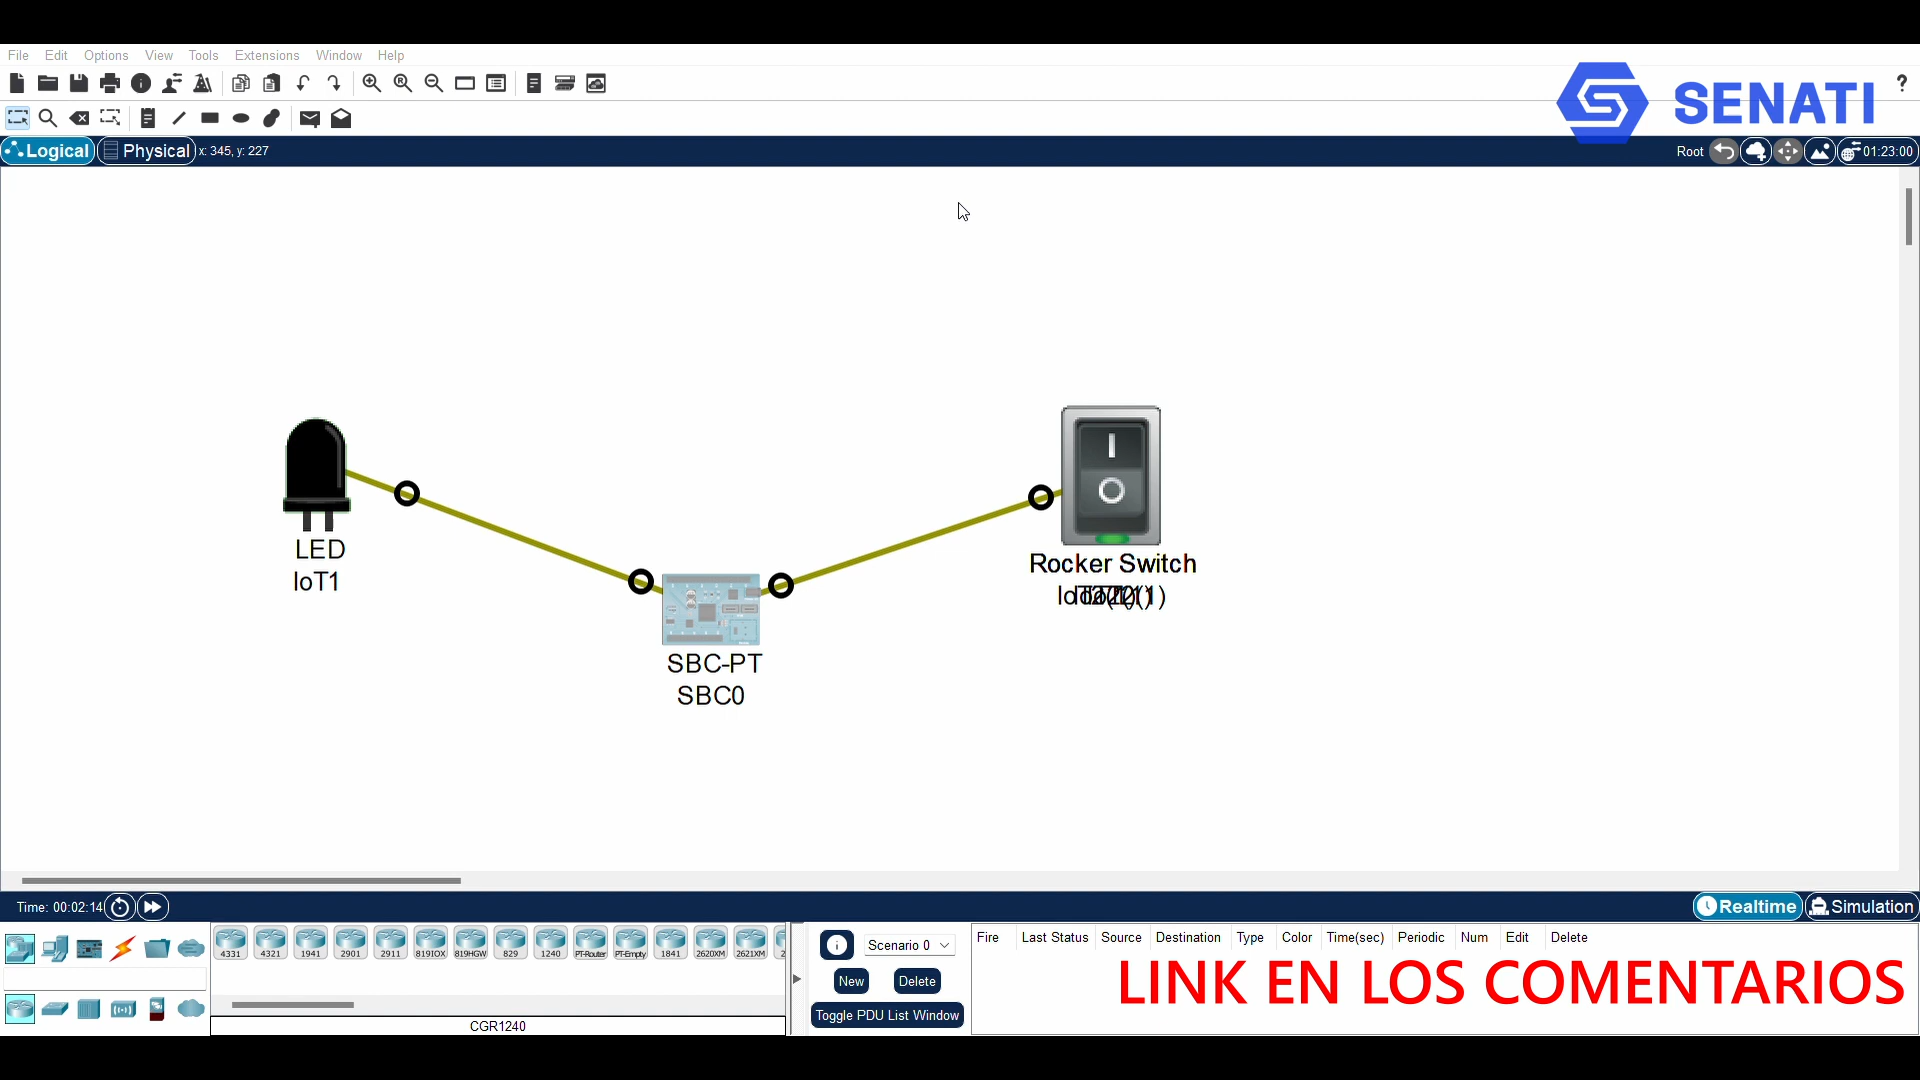 File Edit Options View Tools Extensions Window Help
SENATI
?
Logical Physical x: 345, y: 227
Root 01:23:00
LED
IoT1
Rocker Switch
SBC-PT
SBC0
Time: 00:02:14
Realtime Simulation
4331 4321 1941 2901 2911 819IOX 819HGW 829 1240 PT-Router PT-Empty 1841 2620XM 2621XM
CGR1240
Scenario 0
New Delete
Toggle PDU List Window
Fire Last Status Source Destination Type Color Time(sec) Periodic Num Edit Delete
LINK EN LOS COMENTARIOS